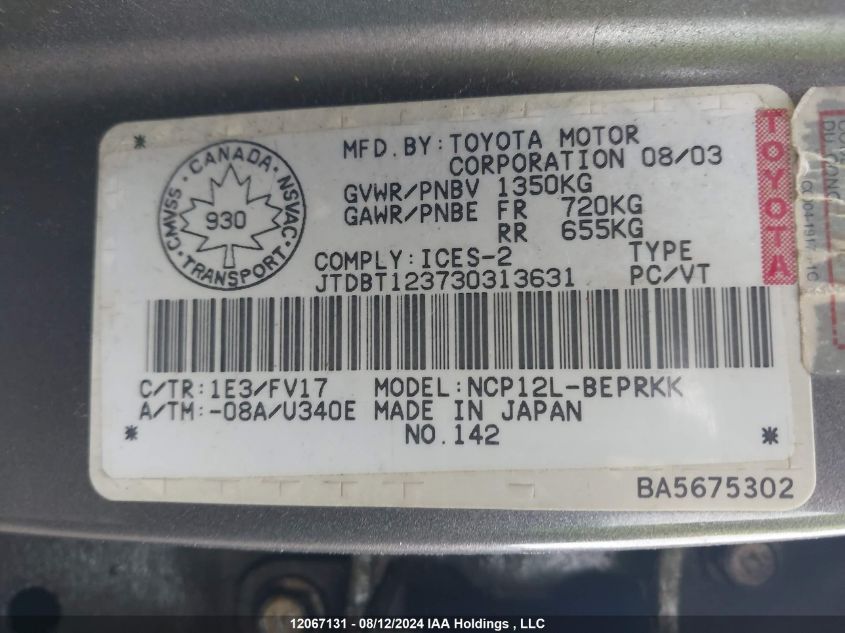 CANADA
CMVSS · NSVAC
930
TRANSPORT
MFD.BY:TOYOTA MOTOR
CORPORATION 08/03
GVWR/PNBV 1350KG
GAWR/PNBE FR 720KG
RR 655KG
COMPLY:ICES-2 TYPE
JTDBT123730313631 PC/VT
TOYOTA
C/TR:1E3/FV17 MODEL:NCP12L-BEPRKK
A/TM:-08A/U340E MADE IN JAPAN
NO.142
BA5675302
12067131 - 08/12/2024 IAA Holdings , LLC